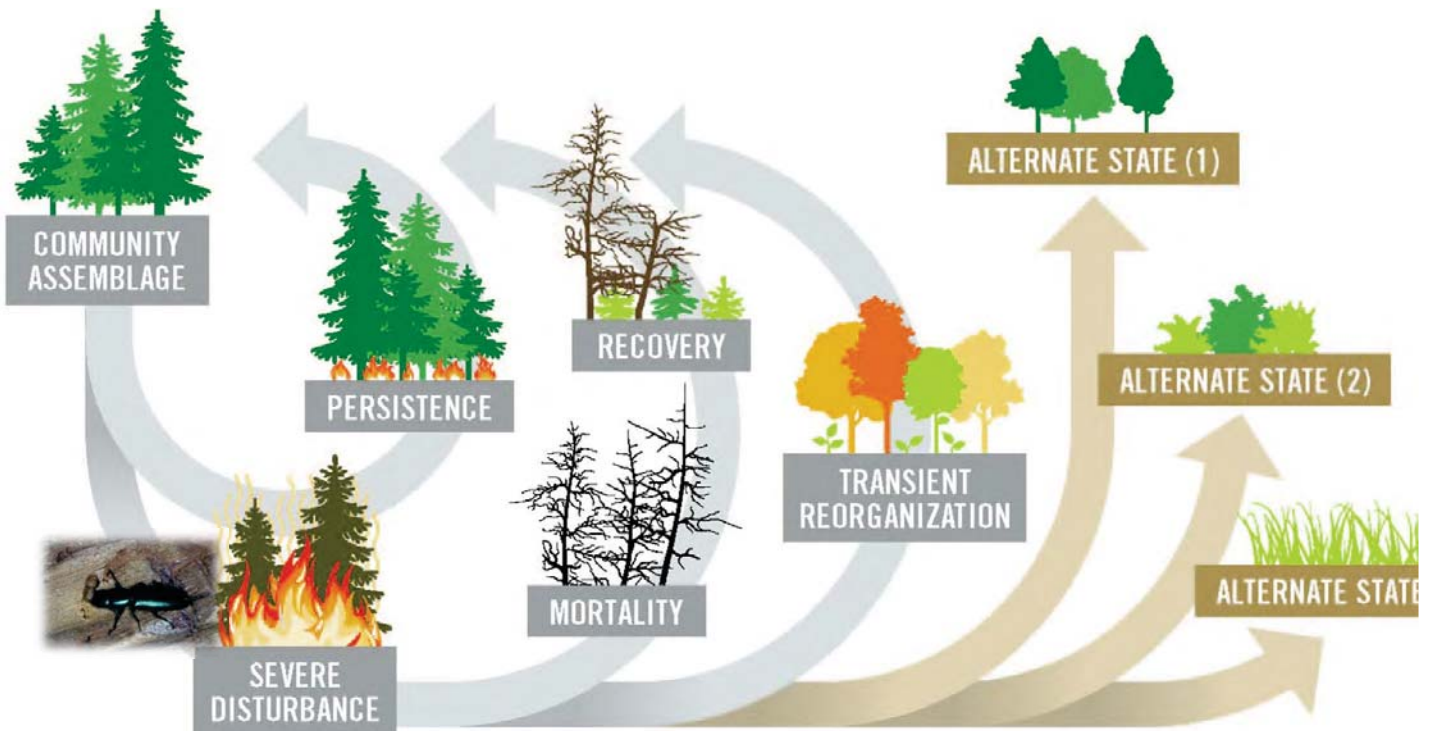 COMMUNITY
ASSEMBLAGE
PERSISTENCE
SEVERE
DISTURBANCE
RECOVERY
MORTALITY
TRANSIENT
REORGANIZATION
ALTERNATE STATE (1)
ALTERNATE STATE (2)
ALTERNATE STATE